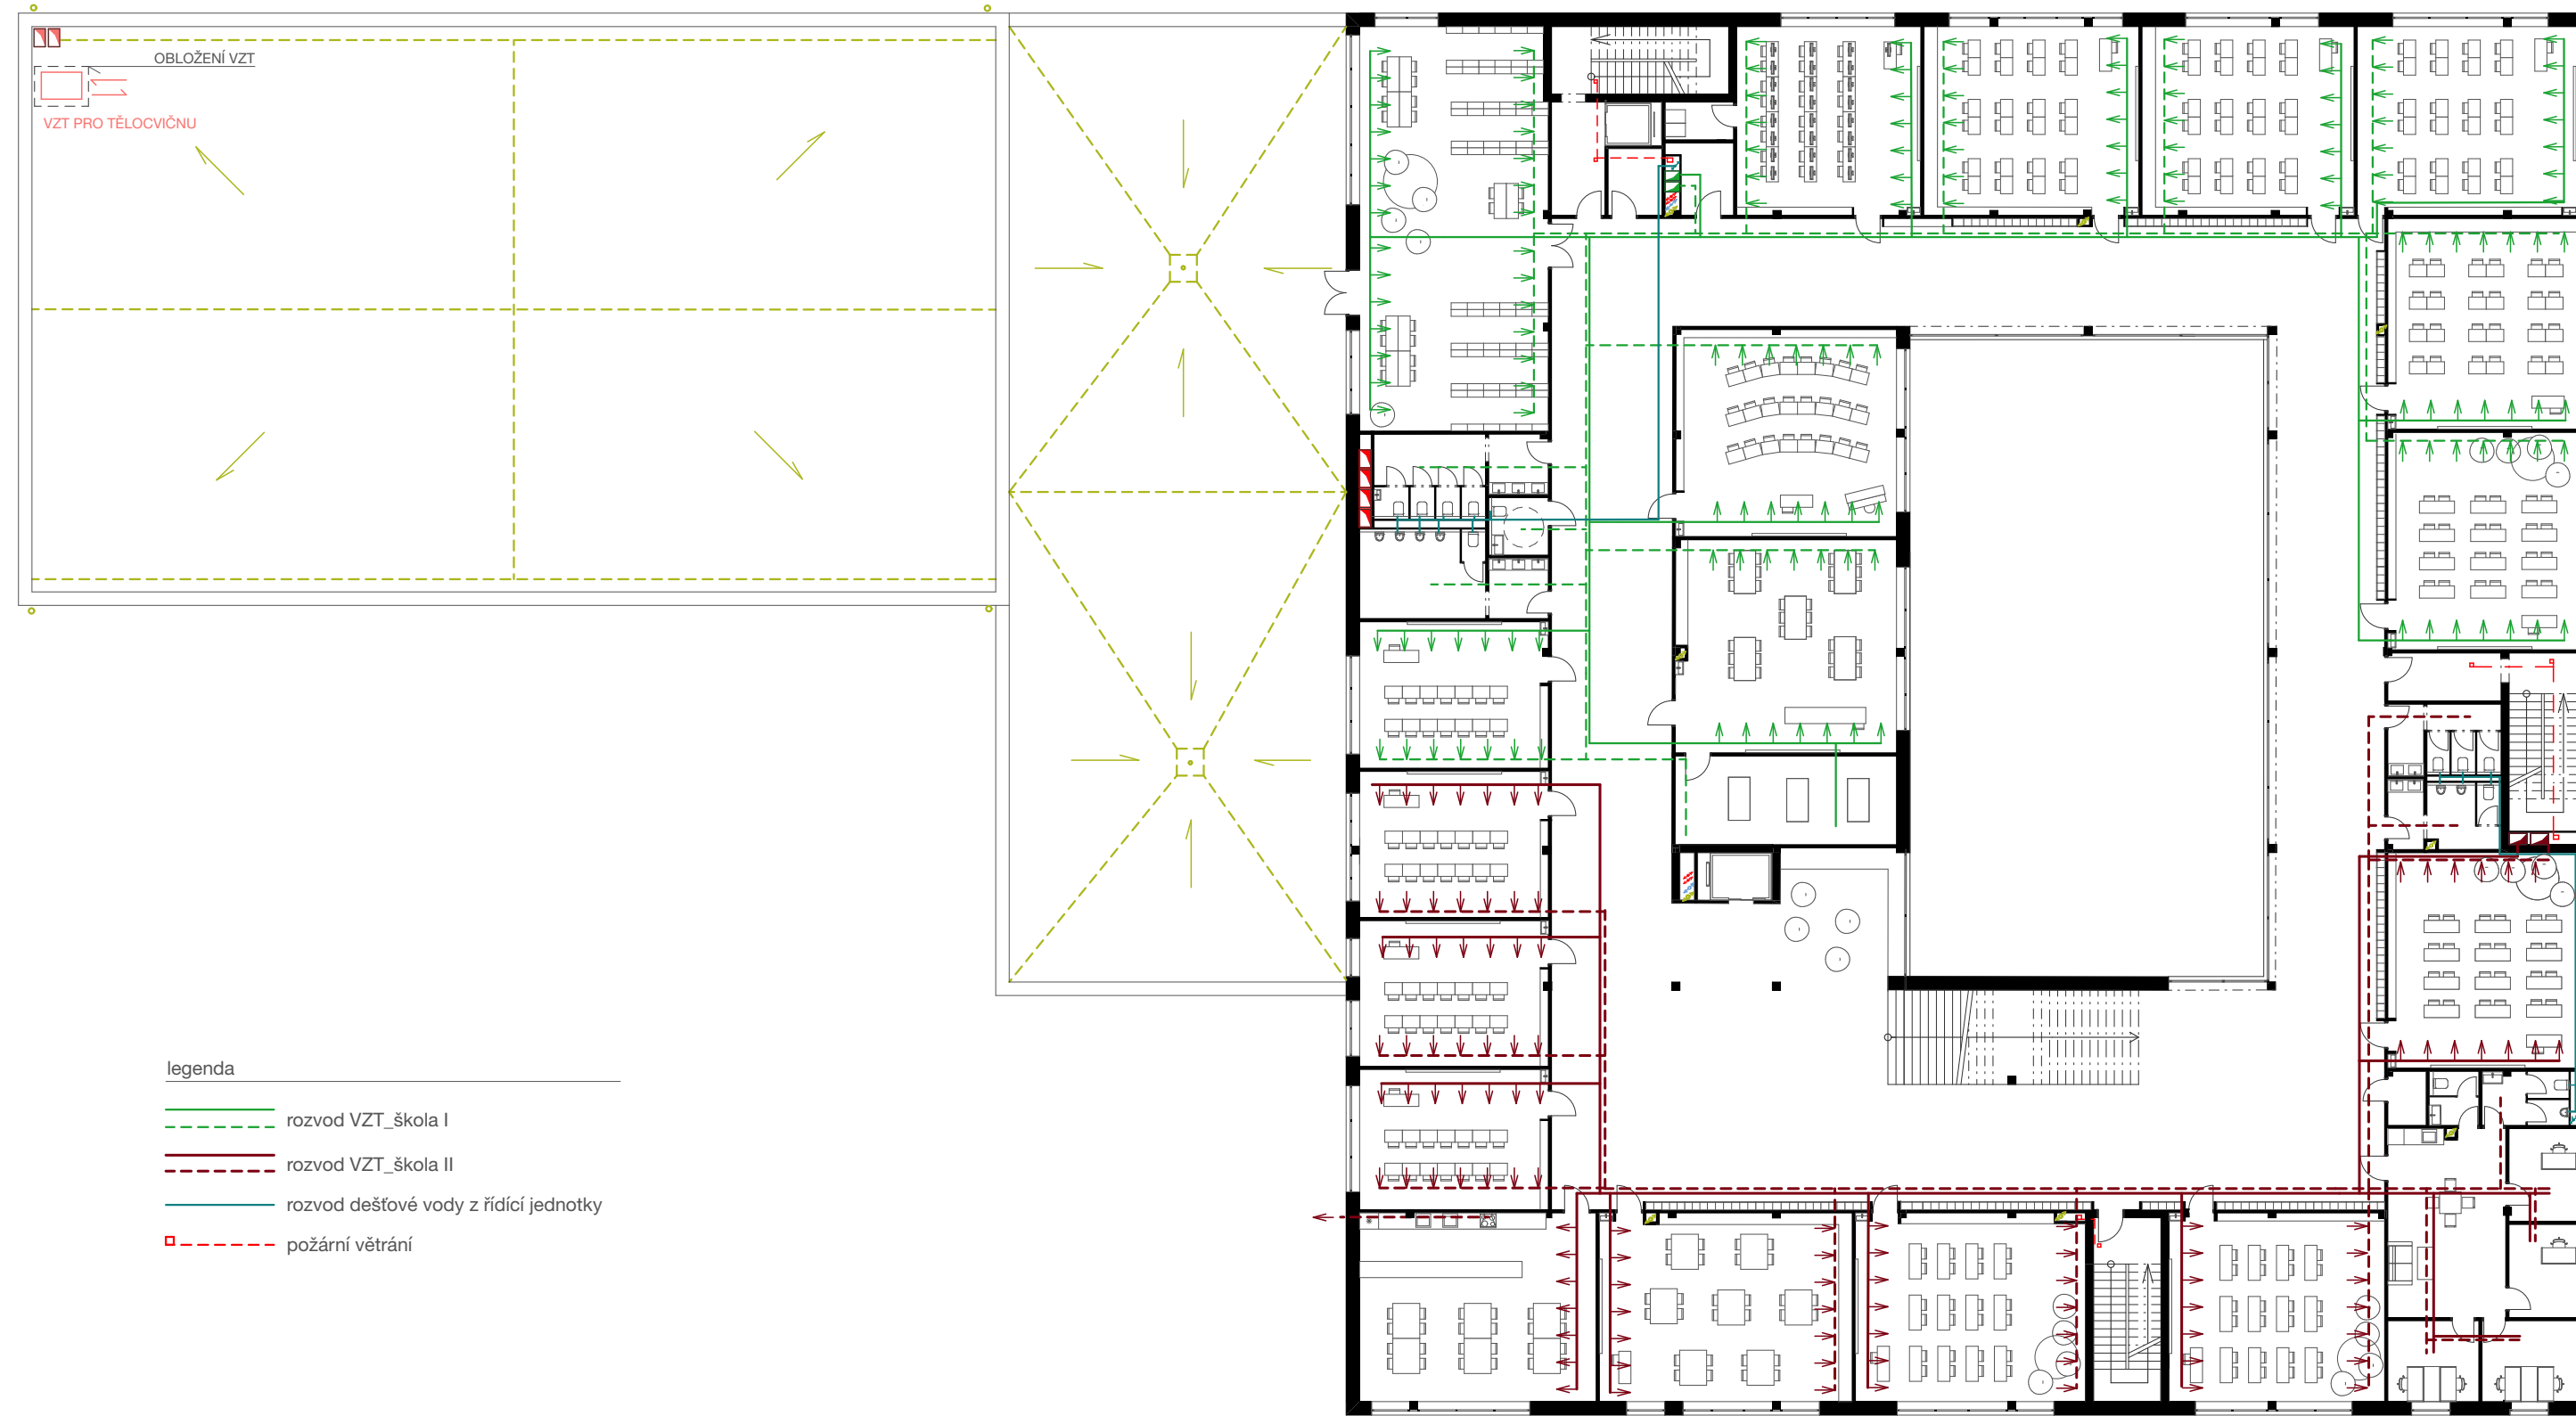 OBLOŽENÍ VZT
VZT PRO TĚLOCVIČNU
legenda
rozvod VZT_škola I
rozvod VZT_škola II
rozvod dešťové vody z řídící jednotky
požární větrání